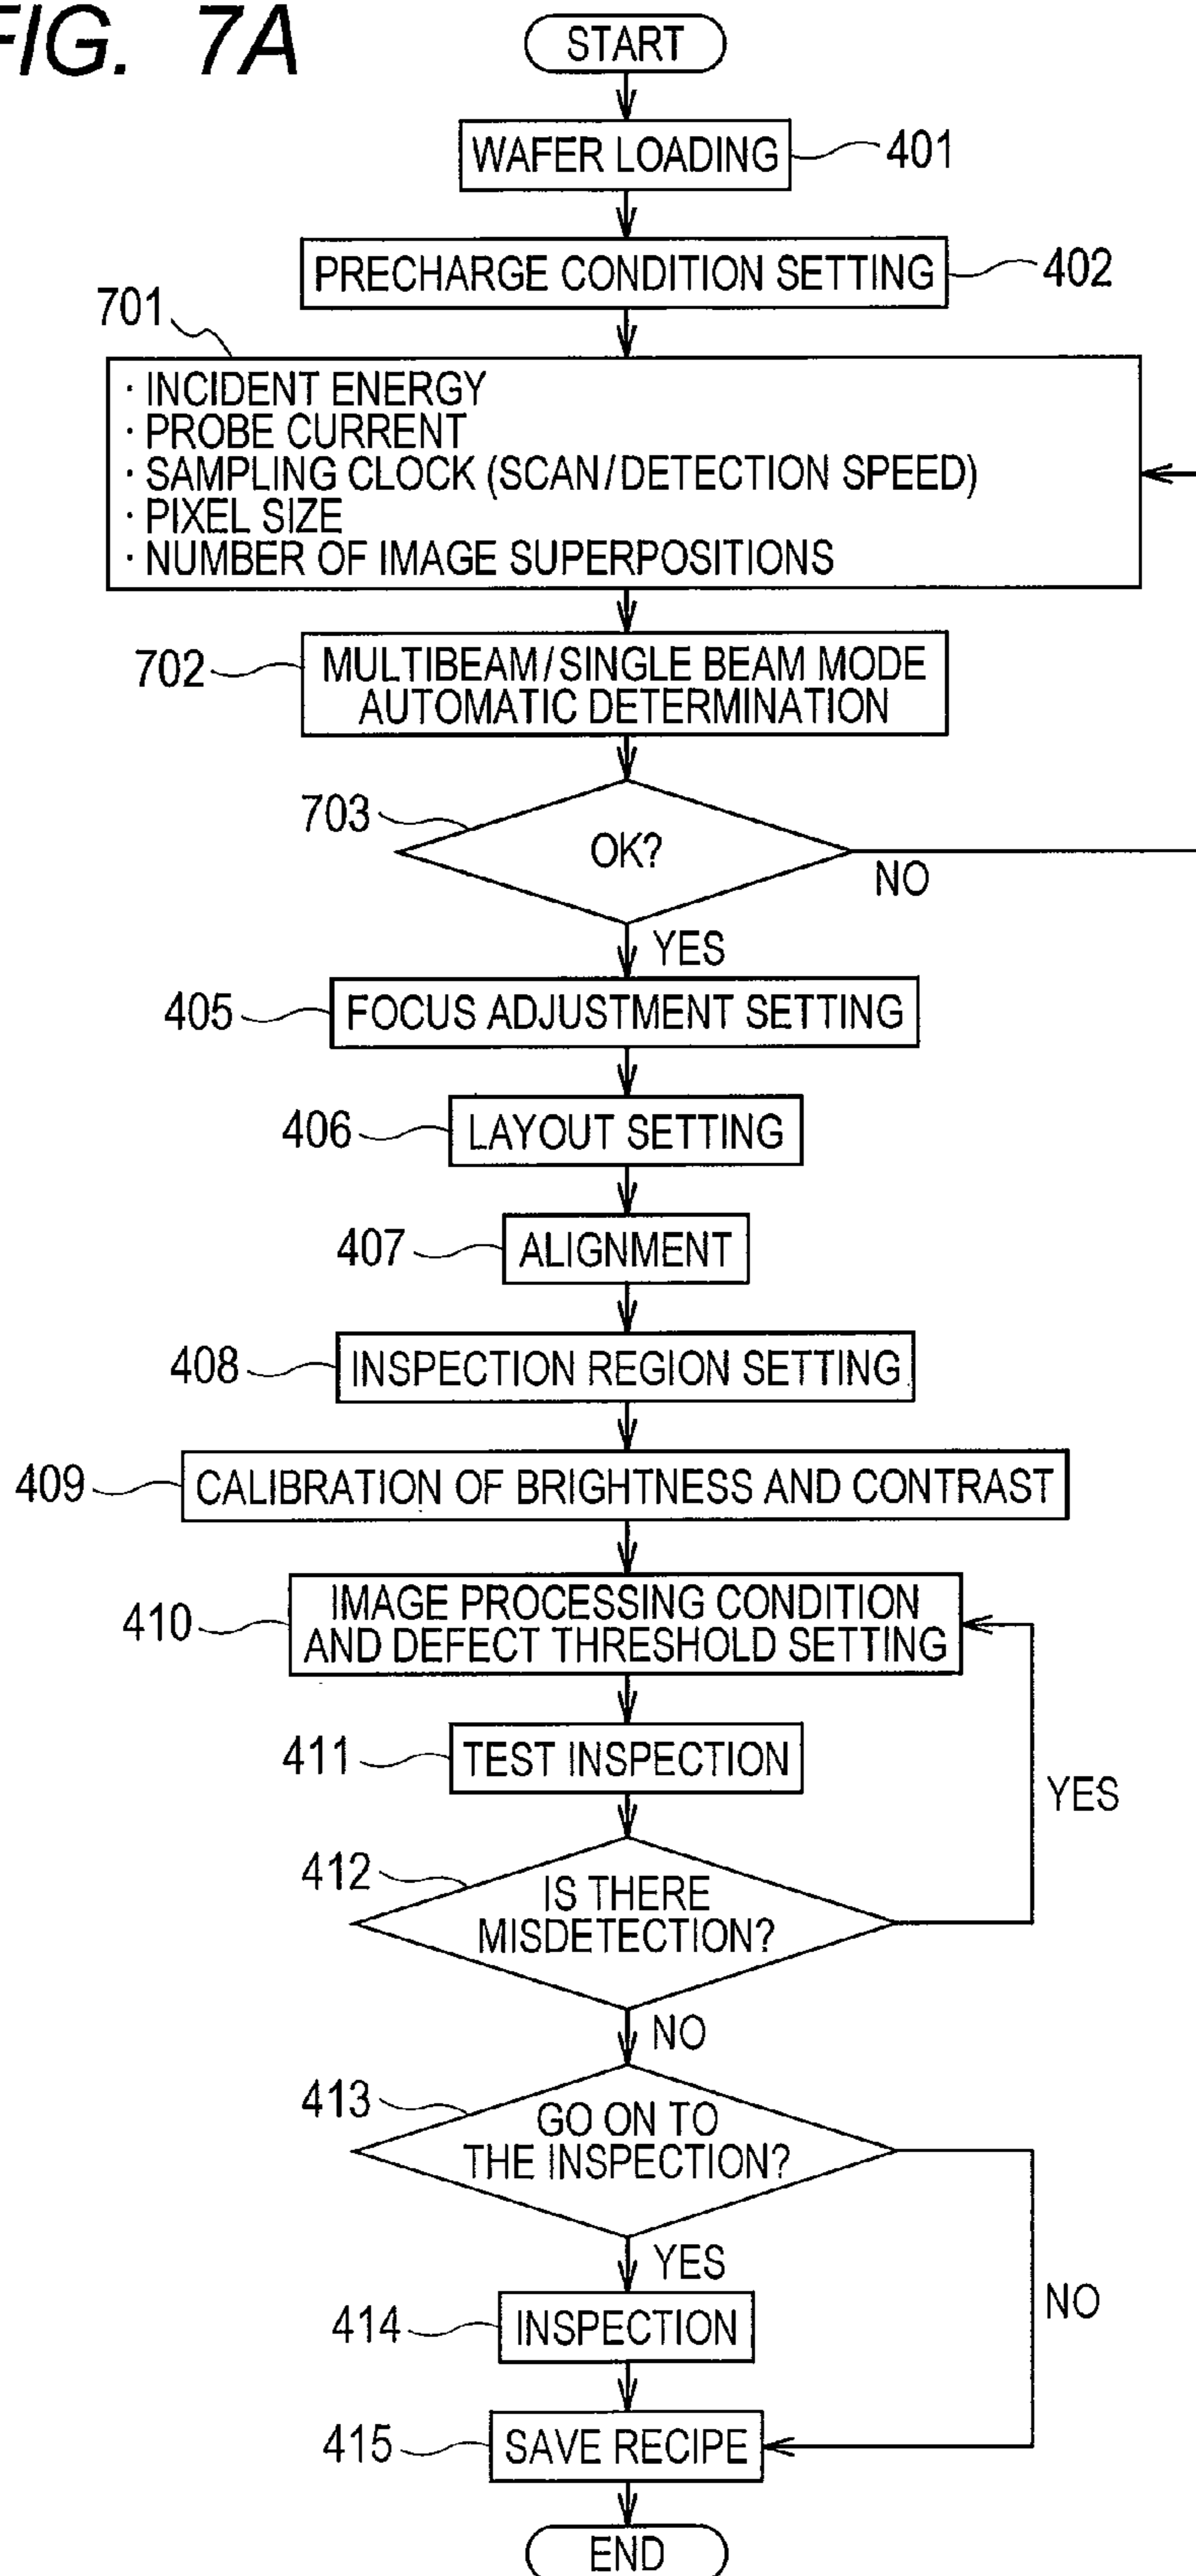 FIG. 7A
START
WAFER LOADING
401
PRECHARGE CONDITION SETTING
402
701
· INCIDENT ENERGY
· PROBE CURRENT
· SAMPLING CLOCK (SCAN/DETECTION SPEED)
· PIXEL SIZE
· NUMBER OF IMAGE SUPERPOSITIONS
702
MULTIBEAM/SINGLE BEAM MODE
AUTOMATIC DETERMINATION
703
OK?
NO
YES
405
FOCUS ADJUSTMENT SETTING
406
LAYOUT SETTING
407
ALIGNMENT
408
INSPECTION REGION SETTING
409
CALIBRATION OF BRIGHTNESS AND CONTRAST
410
IMAGE PROCESSING CONDITION
AND DEFECT THRESHOLD SETTING
411
TEST INSPECTION
YES
412
IS THERE
MISDETECTION?
NO
413
GO ON TO
THE INSPECTION?
YES
NO
414
INSPECTION
415
SAVE RECIPE
END